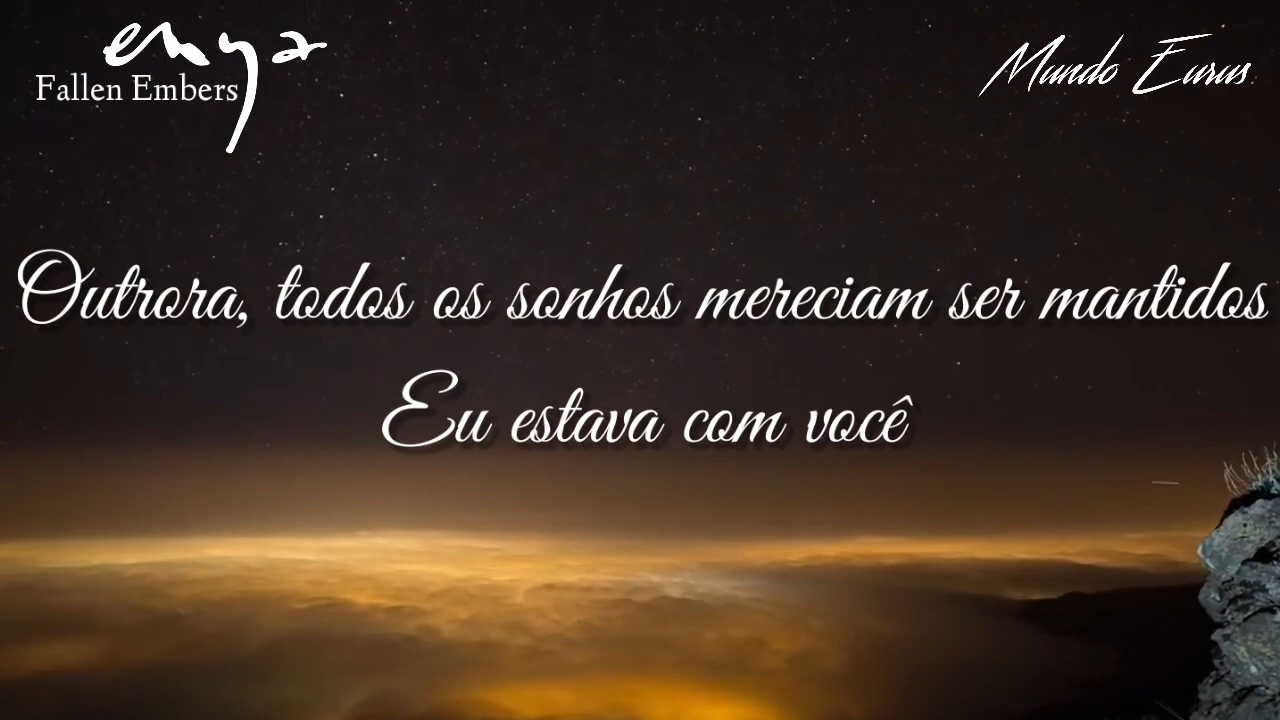 enya
Fallen Embers
Mundo Eurus
Outrora, todos os sonhos mereciam ser mantidos
Eu estava com você